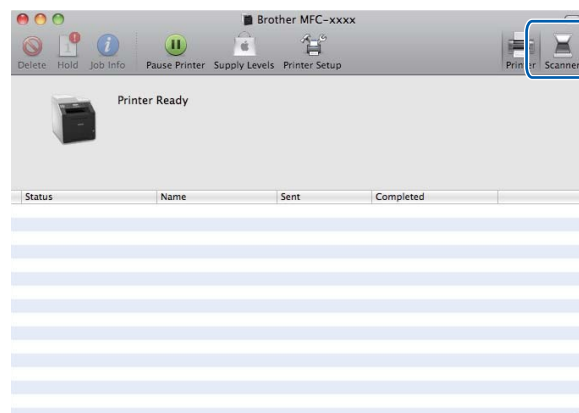 Brother MFC-xxxx
Delete Hold Job Info Pause Printer Supply Levels Printer Setup Printer Scanner
Printer Ready
Status Name Sent Completed